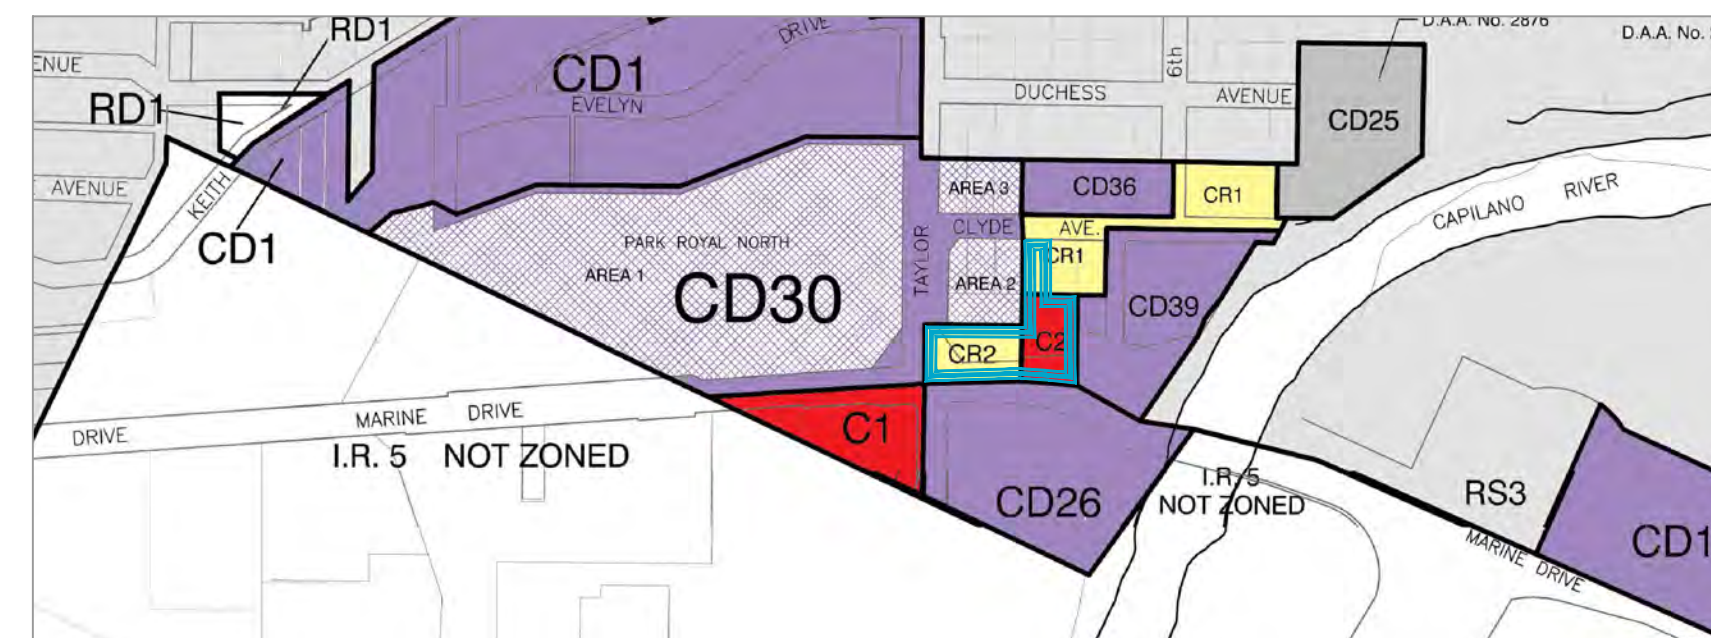 D.A.A. No. 2876
D.A.A. No.
RD1
DRIVE
ENUE
6th
CD1
RD1
EVELYN
DUCHESS
AVENUE
CD25
AVENUE
KEITH
AREA 3
CD36
CR1
CAPILANO RIVER
CD1
PARK ROYAL NORTH
CLYDE AVE.
TAYLOR
AREA 1
CR1
AREA 2
CD30
CD39
C2
CR2
MARINE DRIVE
DRIVE
C1
I.R. 5 NOT ZONED
I.R. 5
NOT ZONED
CD26
RS3
MARINE DRIVE
CD1